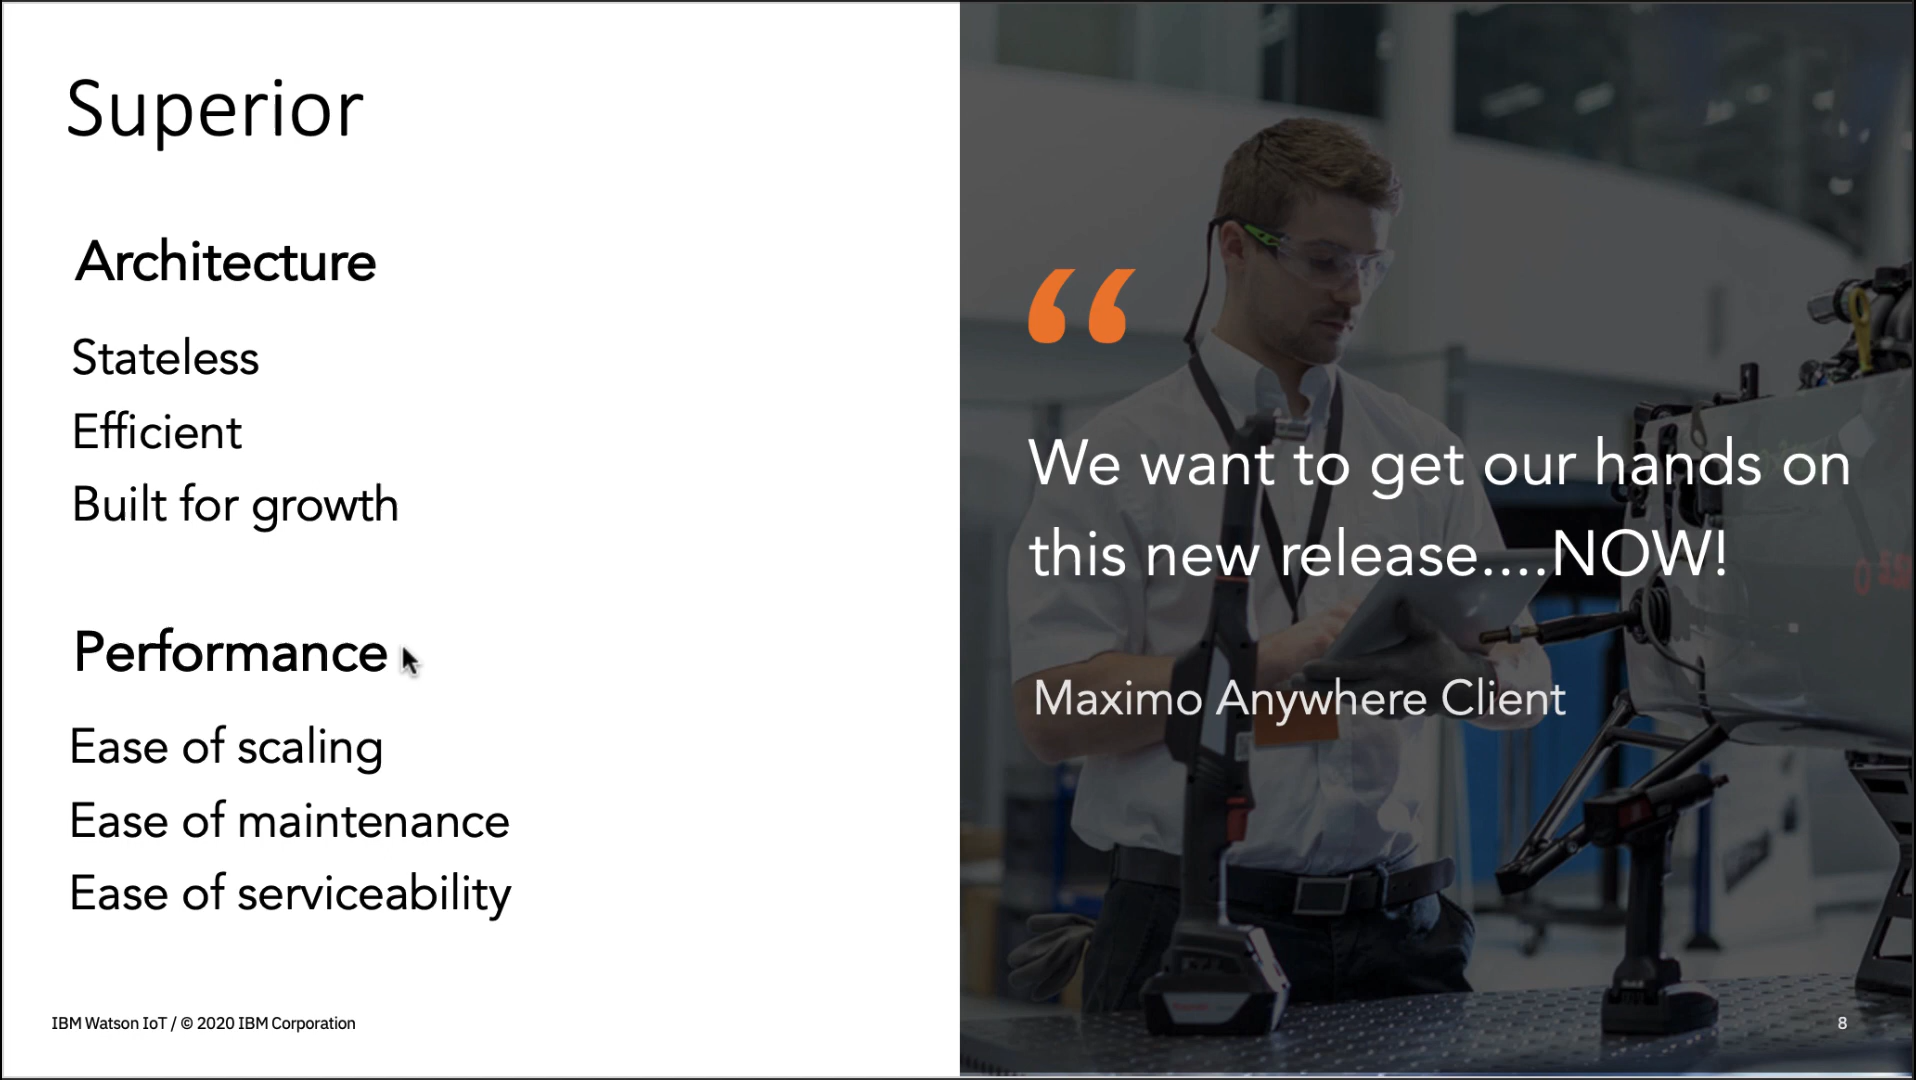 Superior
Architecture
Stateless
Efficient
Built for growth
Performance
Ease of scaling
Ease of maintenance
Ease of serviceability
IBM Watson IoT / © 2020 IBM Corporation
“
We want to get our hands on
this new release....NOW!
Maximo Anywhere Client
8